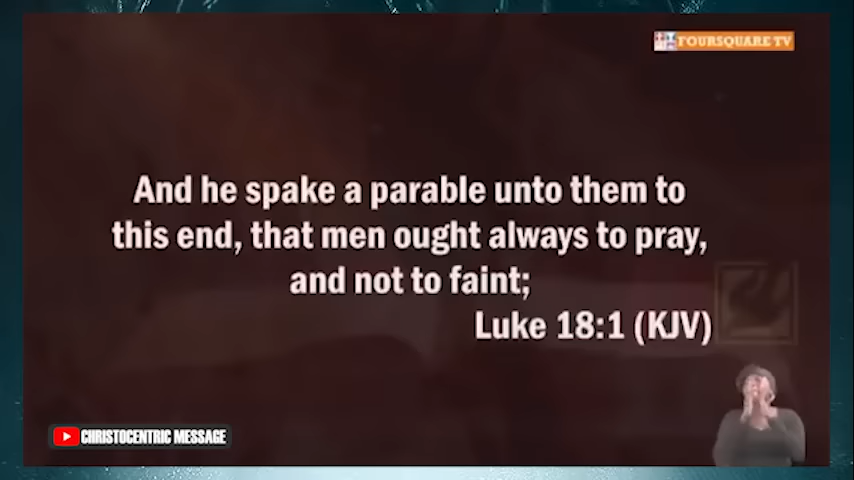 FOURSQUARE TV
And he spake a parable unto them to
this end, that men ought always to pray,
and not to faint;
Luke 18:1 (KJV)
CHRISTOCENTRIC MESSAGE